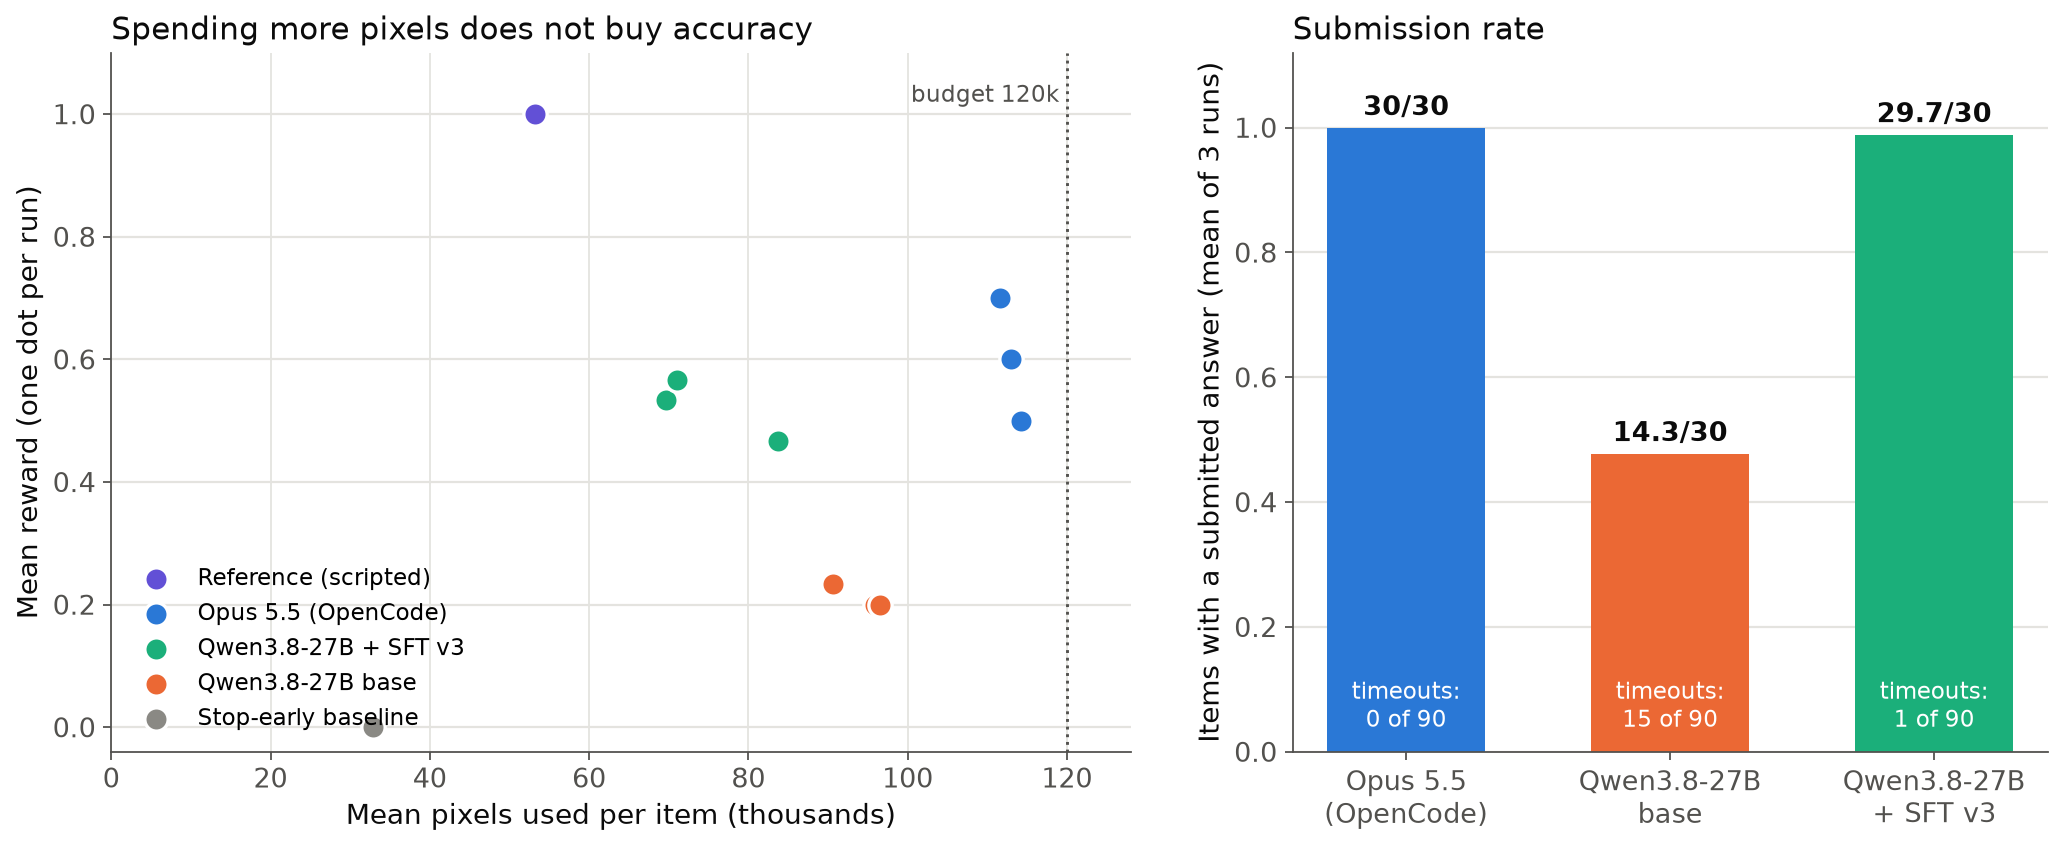 Spending more pixels does not buy accuracy
Mean reward (one dot per run)
1.0
0.8
0.6
0.4
0.2
0.0
budget 120k
Reference (scripted)
Opus 5.5 (OpenCode)
Qwen3.8-27B + SFT v3
Qwen3.8-27B base
Stop-early baseline
0 20 40 60 80 100 120
Mean pixels used per item (thousands)
Submission rate
Items with a submitted answer (mean of 3 runs)
1.0
0.8
0.6
0.4
0.2
0.0
30/30
14.3/30
29.7/30
timeouts:
0 of 90
timeouts:
15 of 90
timeouts:
1 of 90
Opus 5.5
(OpenCode)
Qwen3.8-27B
base
Qwen3.8-27B
+ SFT v3